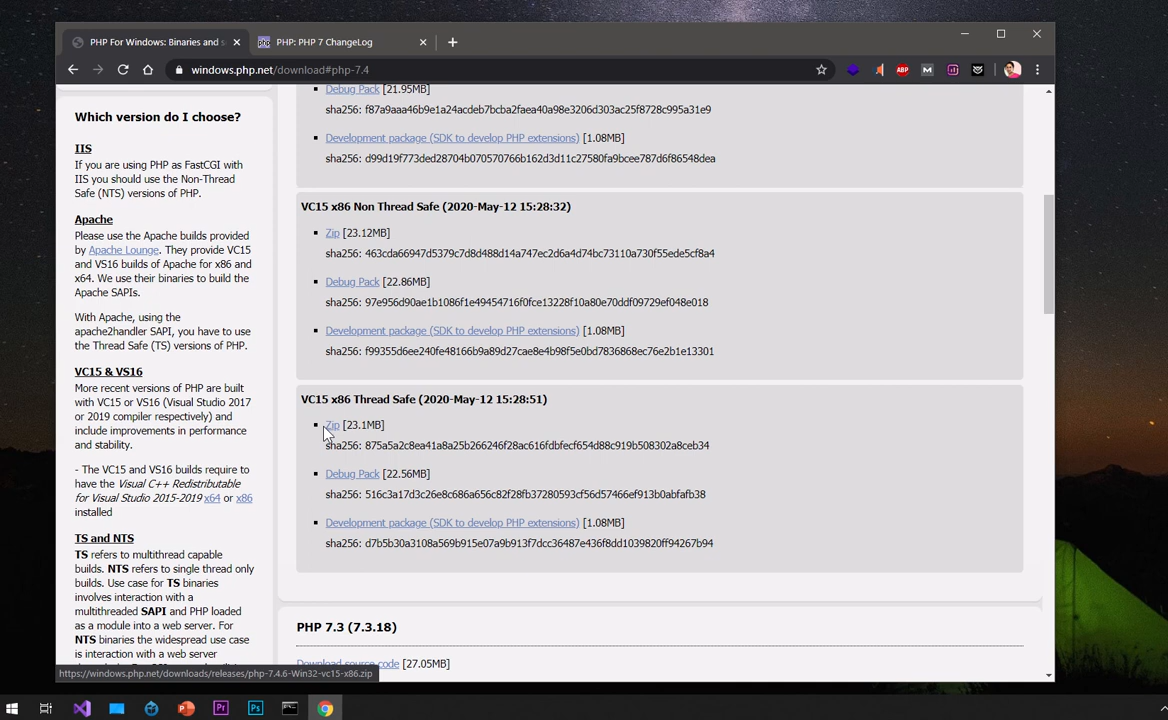 PHP For Windows: Binaries and s
PHP: PHP 7 ChangeLog
windows.php.net/download#php-7.4
Which version do I choose?
IIS
If you are using PHP as FastCGI with
IIS you should use the Non-Thread
Safe (NTS) versions of PHP.
Apache
Please use the Apache builds provided
by Apache Lounge. They provide VC15
and VS16 builds of Apache for x86 and
x64. We use their binaries to build the
Apache SAPIs.
With Apache, using the
apache2handler SAPI, you have to use
the Thread Safe (TS) versions of PHP.
VC15 & VS16
More recent versions of PHP are built
with VC15 or VS16 (Visual Studio 2017
or 2019 compiler respectively) and
include improvements in performance
and stability.
- The VC15 and VS16 builds require to
have the Visual C++ Redistributable
for Visual Studio 2015-2019 x64 or x86
installed
TS and NTS
TS refers to multithread capable
builds. NTS refers to single thread only
builds. Use case for TS binaries
involves interaction with a
multithreaded SAPI and PHP loaded
as a module into a web server. For
NTS binaries the widespread use case
is interaction with a web server
Debug Pack [21.95MB]
sha256: f87a9aaa46b9e1a24acdeb7bcba2faea40a98e3206d303ac25f8728c995a31e9
Development package (SDK to develop PHP extensions) [1.08MB]
sha256: d99d19f773ded28704b070570766b162d3d11c27580fa9bcee787d6f86548dea
VC15 x86 Non Thread Safe (2020-May-12 15:28:32)
Zip [23.12MB]
sha256: 463cda66947d5379c7d8d488d14a747ec2d6a4d74bc73110a730f55ede5cf8a4
Debug Pack [22.86MB]
sha256: 97e956d90ae1b1086f1e49454716f0fce13228f10a80e70ddf09729ef048e018
Development package (SDK to develop PHP extensions) [1.08MB]
sha256: f99355d6ee240fe48166b9a89d27cae8e4b98f5e0bd7836868ec76e2b1e13301
VC15 x86 Thread Safe (2020-May-12 15:28:51)
Zip [23.1MB]
sha256: 875a5a2c8ea41a8a25b266246f28ac616fdbfecf654d88c919b508302a8ceb34
Debug Pack [22.56MB]
sha256: 516c3a17d3c26e8c686a656c82f28fb37280593cf56d57466ef913b0abfafb38
Development package (SDK to develop PHP extensions) [1.08MB]
sha256: d7b5b30a3108a569b915e07a9b913f7dcc36487e436f8dd1039820ff94267b94
PHP 7.3 (7.3.18)
Download source code [27.05MB]
https://windows.php.net/downloads/releases/php-7.4.6-Win32-vc15-x86.zip